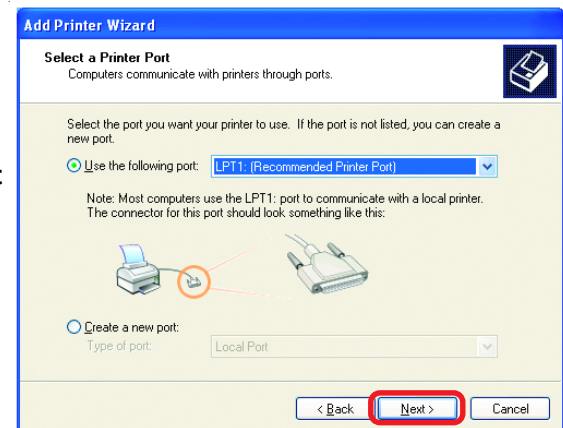 Add Printer Wizard
Select a Printer Port
Computers communicate with printers through ports.
Select the port you want your printer to use. If the port is not listed, you can create a
new port.
:
Use the following port: LPT1: (Recommended Printer Port)
Note: Most computers use the LPT1: port to communicate with a local printer.
The connector for this port should look something like this:
Create a new port:
Type of port: Local Port
< Back Next > Cancel